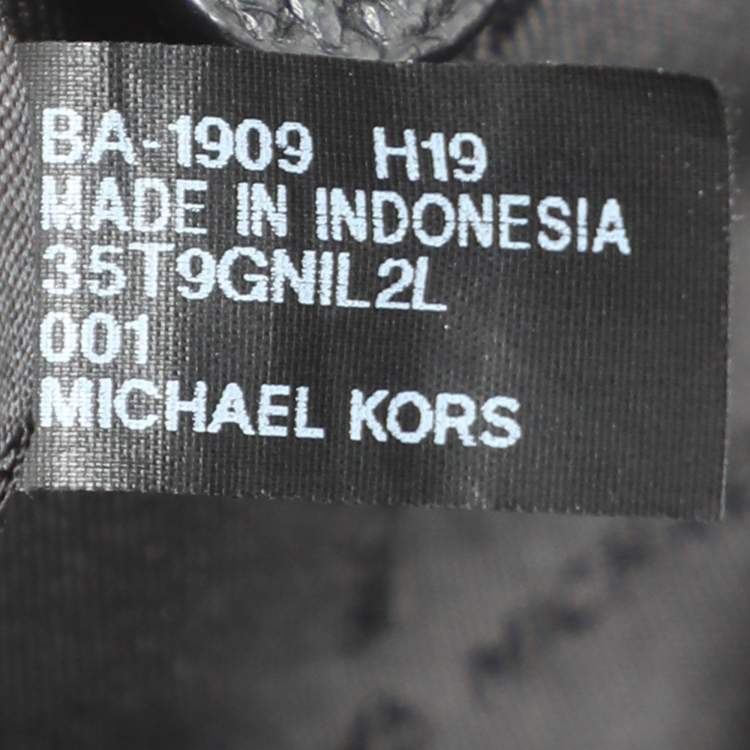 BA-1909 H19
MADE IN INDONESIA
35T9GNIL2L
001
MICHAEL KORS